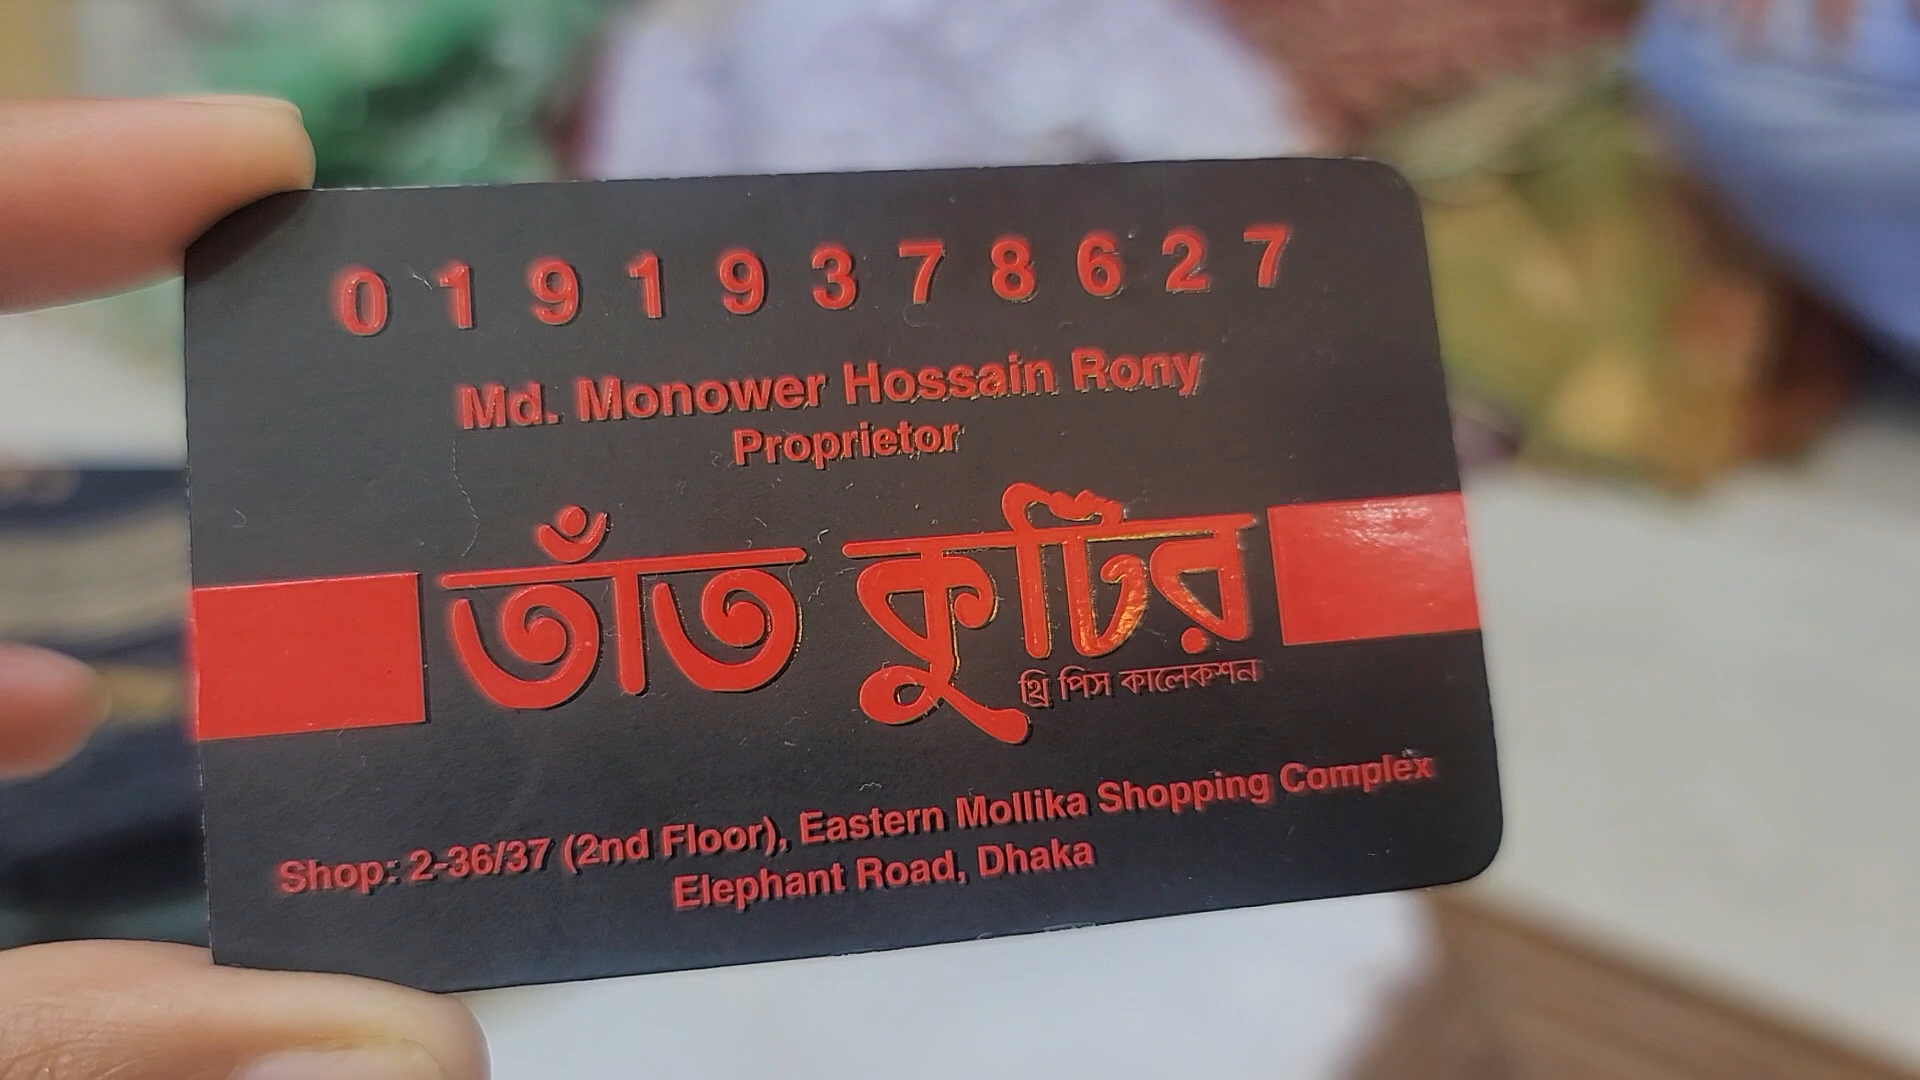 01919378627
Md. Monower Hossain Rony
Proprietor
তাঁত কুটির
থ্রি পিস কালেকশন
Shop: 2-36/37 (2nd Floor), Eastern Mollika Shopping Complex
Elephant Road, Dhaka